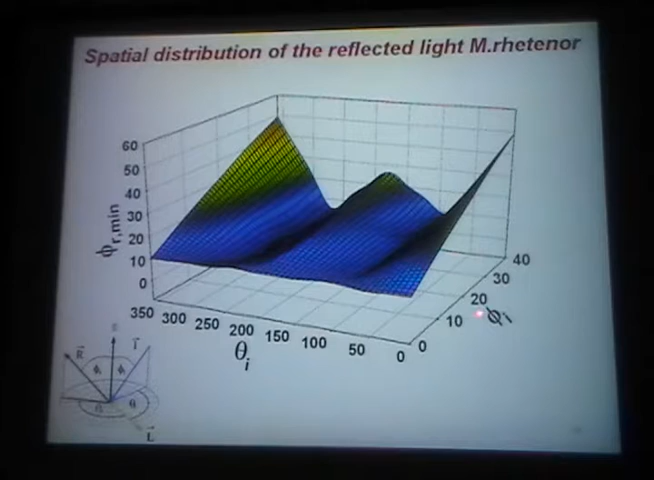 Spatial distribution of the reflected light M.rhetenor
60
50
40
30
20
10
0
ϕr,min
350 300 250 200 150 100 50 0
θi
0 10 20 30 40
ϕi
R
I
L